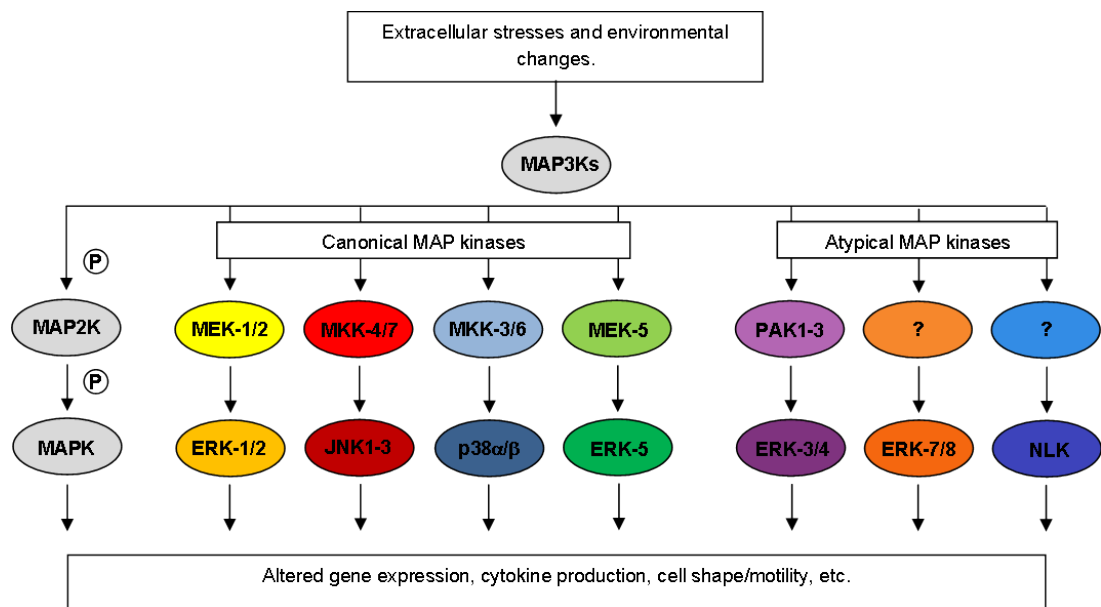 Extracellular stresses and environmental
changes.
MAP3Ks
Canonical MAP kinases
Atypical MAP kinases
P
MAP2K
MEK-1/2
MKK-4/7
MKK-3/6
MEK-5
PAK1-3
?
?
P
MAPK
ERK-1/2
JNK1-3
p38α/β
ERK-5
ERK-3/4
ERK-7/8
NLK
Altered gene expression, cytokine production, cell shape/motility, etc.